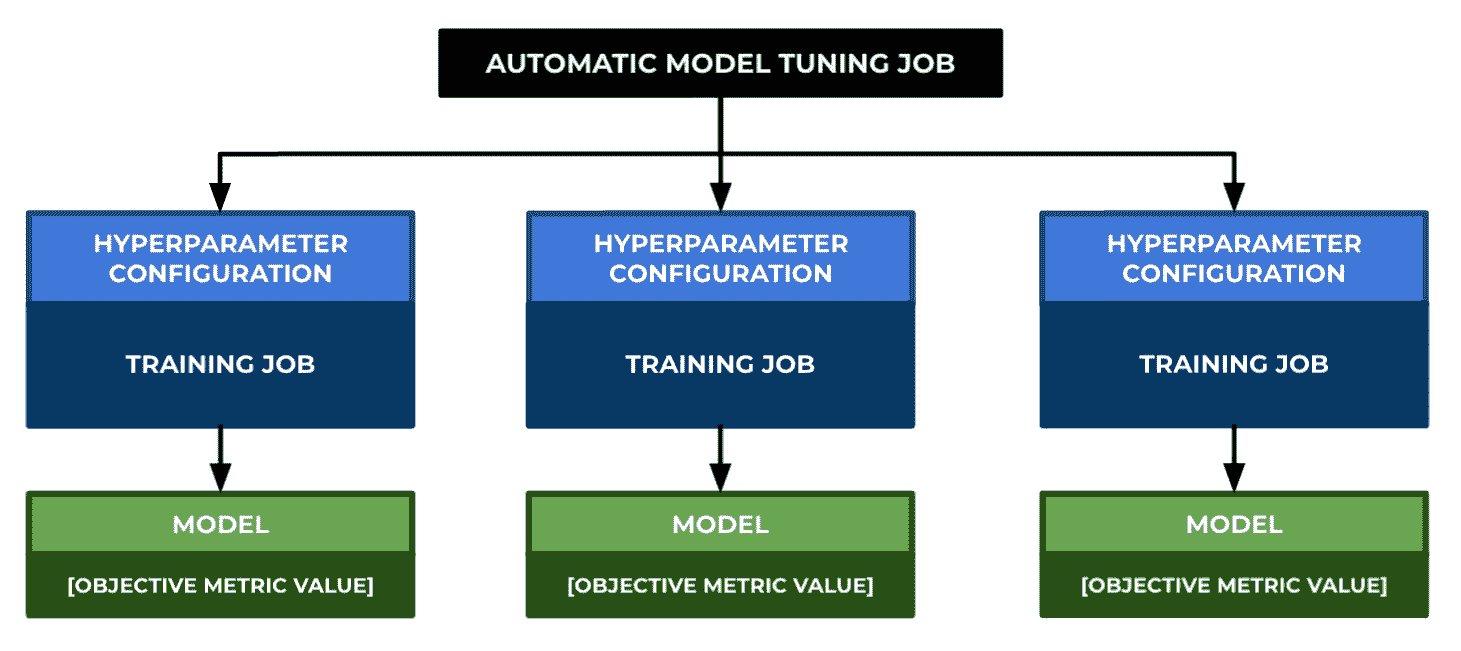 AUTOMATIC MODEL TUNING JOB
HYPERPARAMETER
CONFIGURATION
TRAINING JOB
MODEL
[OBJECTIVE METRIC VALUE]
HYPERPARAMETER
CONFIGURATION
TRAINING JOB
MODEL
[OBJECTIVE METRIC VALUE]
HYPERPARAMETER
CONFIGURATION
TRAINING JOB
MODEL
[OBJECTIVE METRIC VALUE]